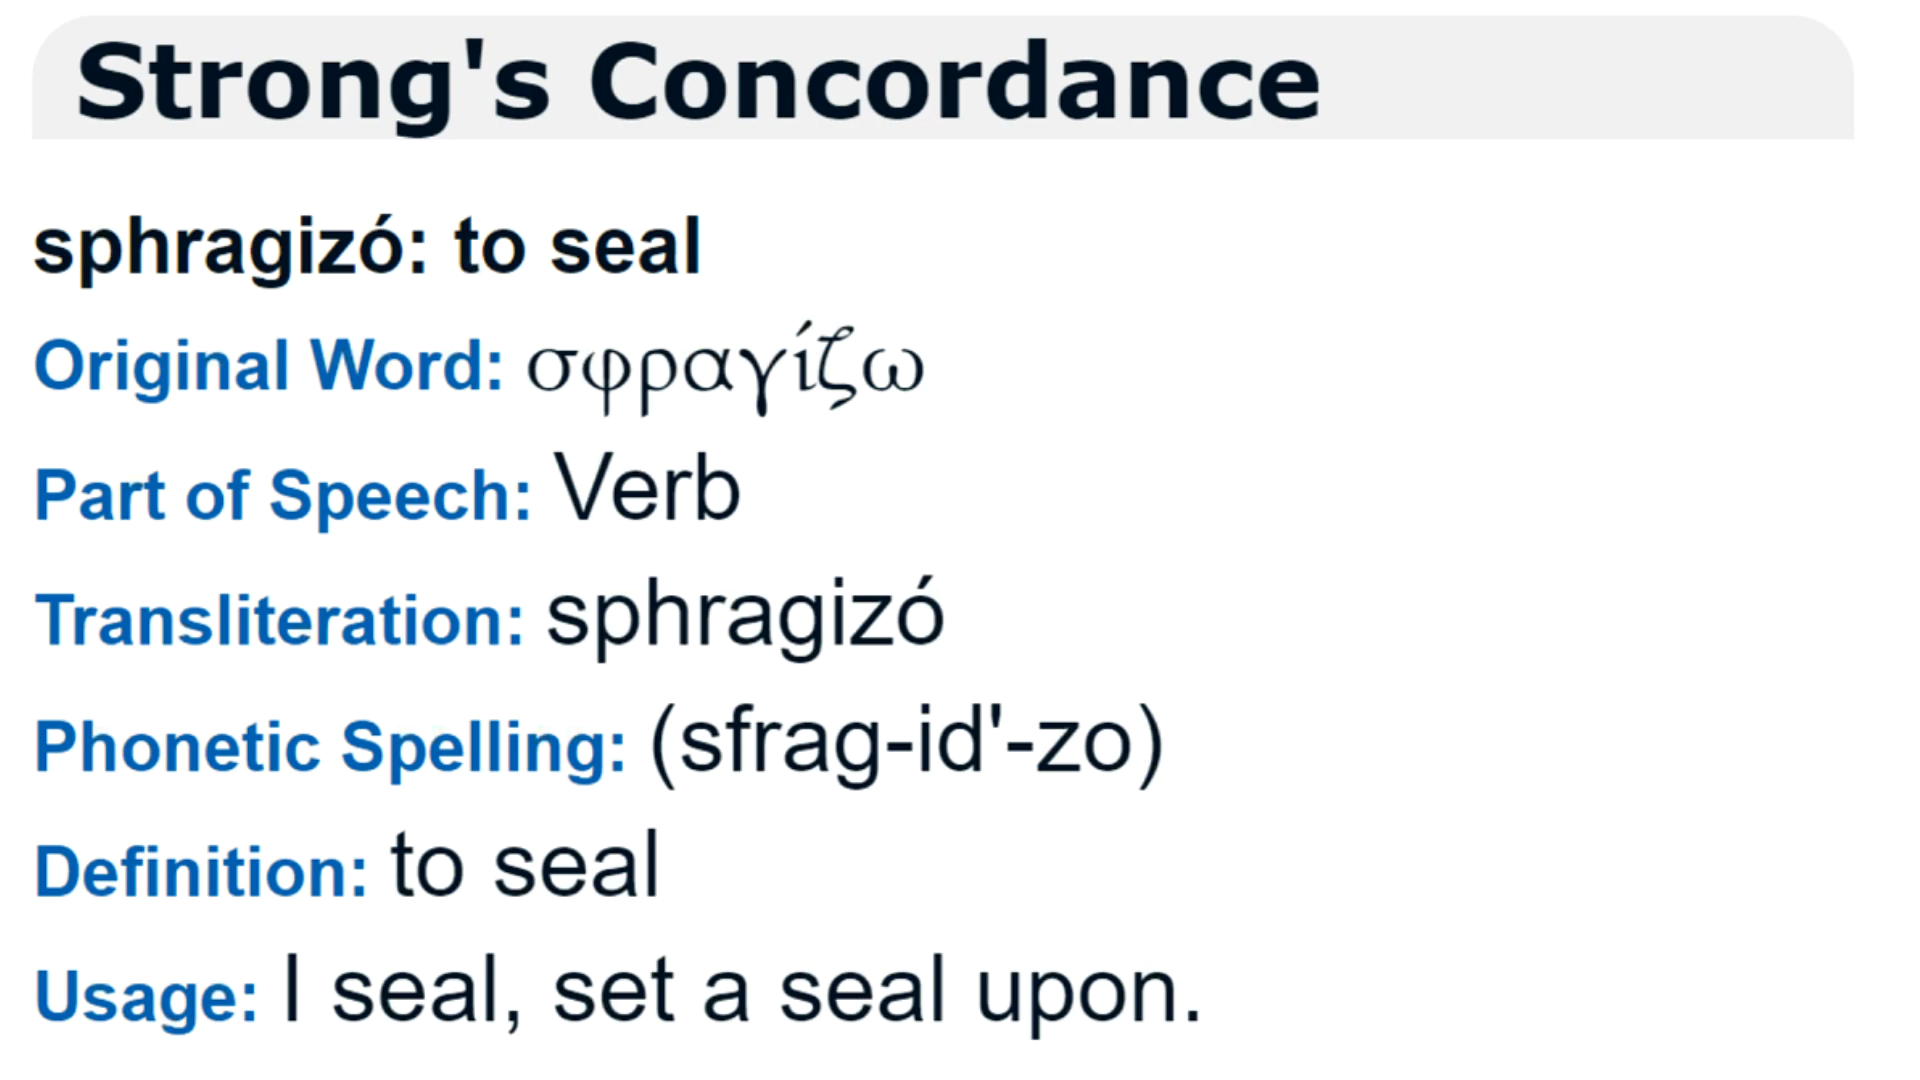 Strong's Concordance
sphragizó: to seal
Original Word: σφραγίζω
Part of Speech: Verb
Transliteration: sphragizó
Phonetic Spelling: (sfrag-id'-zo)
Definition: to seal
Usage: I seal, set a seal upon.